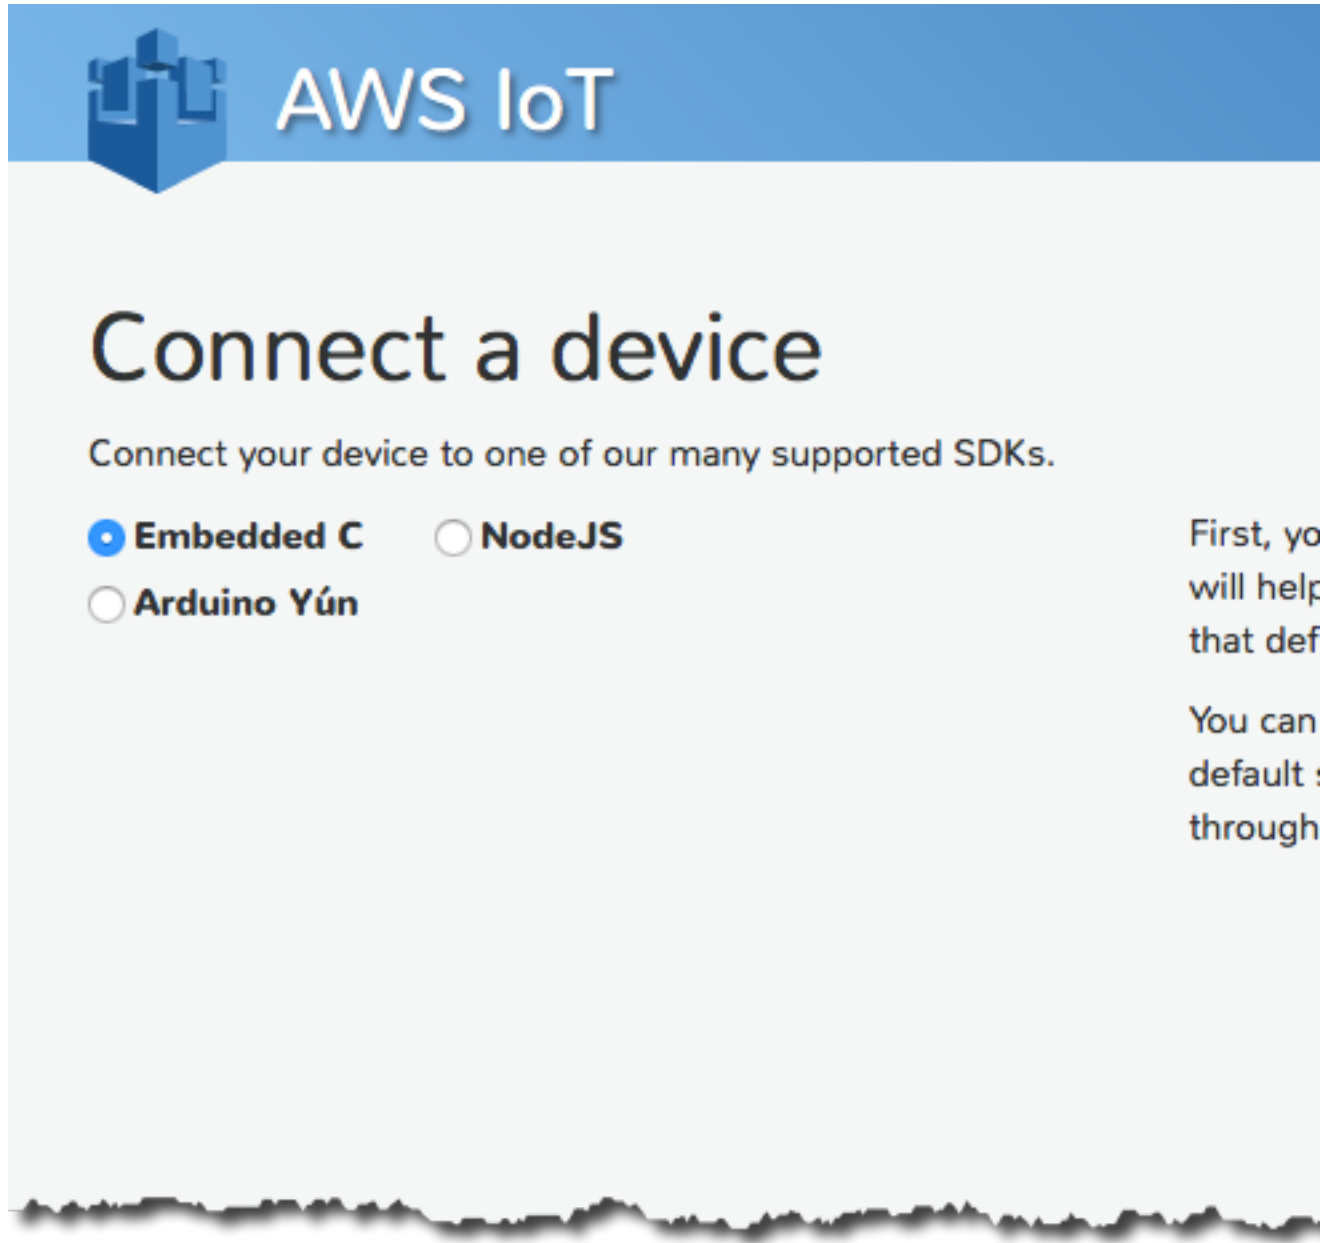 AWS IoT
Connect a device
Connect your device to one of our many supported SDKs.
Embedded C NodeJS
Arduino Yún
First, yo
will help
that def
You can
default
through